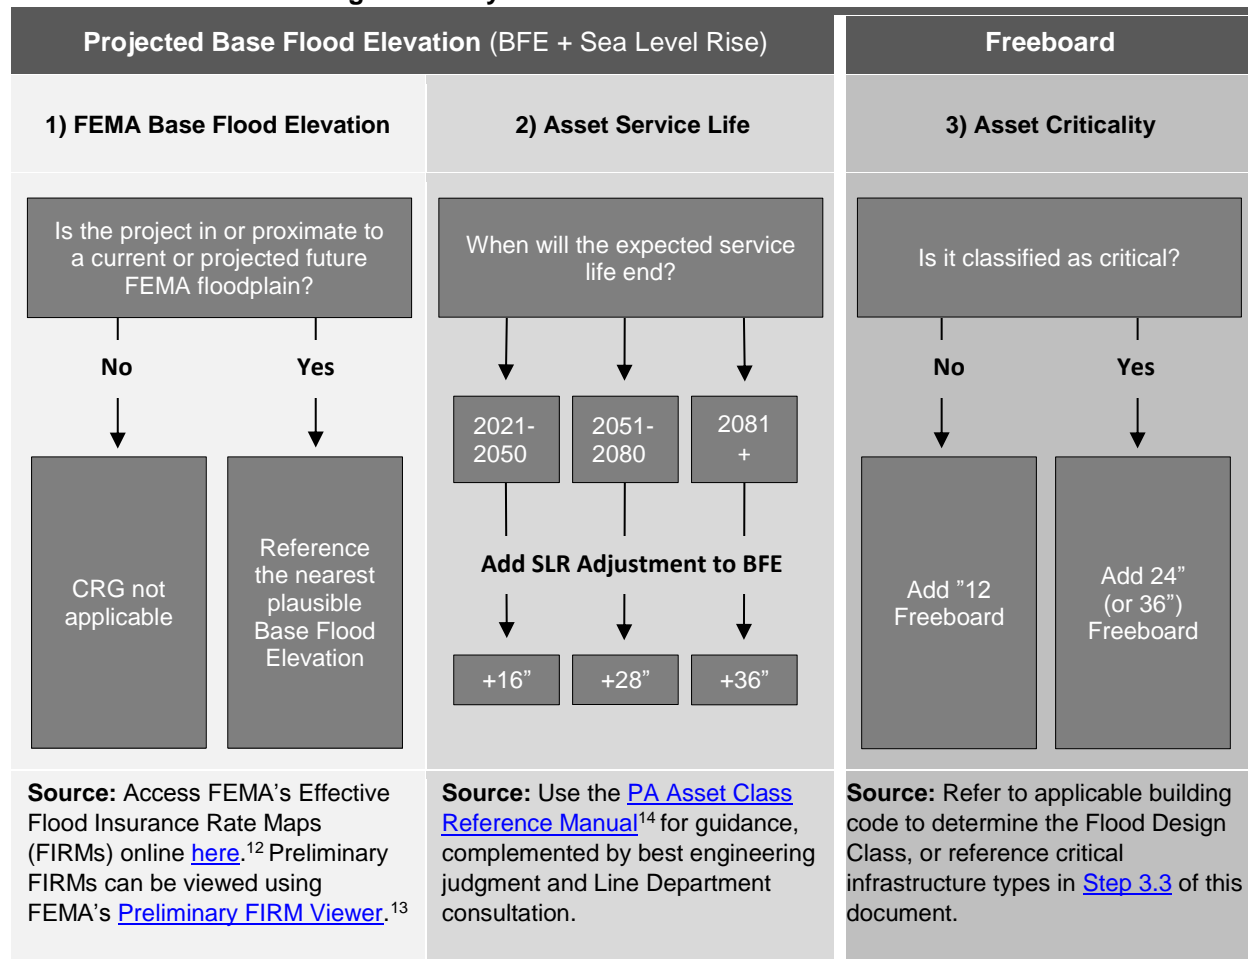 Projected Base Flood Elevation (BFE + Sea Level Rise)
Freeboard
1) FEMA Base Flood Elevation
2) Asset Service Life
3) Asset Criticality
Is the project in or proximate to
a current or projected future
FEMA floodplain?
No
Yes
CRG not
applicable
Reference
the nearest
plausible
Base Flood
Elevation
When will the expected service
life end?
2021-
2050
2051-
2080
2081
+
Add SLR Adjustment to BFE
+16”
+28”
+36”
Is it classified as critical?
No
Yes
Add ”12
Freeboard
Add 24”
(or 36”)
Freeboard
Source: Access FEMA’s Effective
Flood Insurance Rate Maps
(FIRMs) online here.12 Preliminary
FIRMs can be viewed using
FEMA’s Preliminary FIRM Viewer.13
Source: Use the PA Asset Class
Reference Manual14 for guidance,
complemented by best engineering
judgment and Line Department
consultation.
Source: Refer to applicable building
code to determine the Flood Design
Class, or reference critical
infrastructure types in Step 3.3 of this
document.